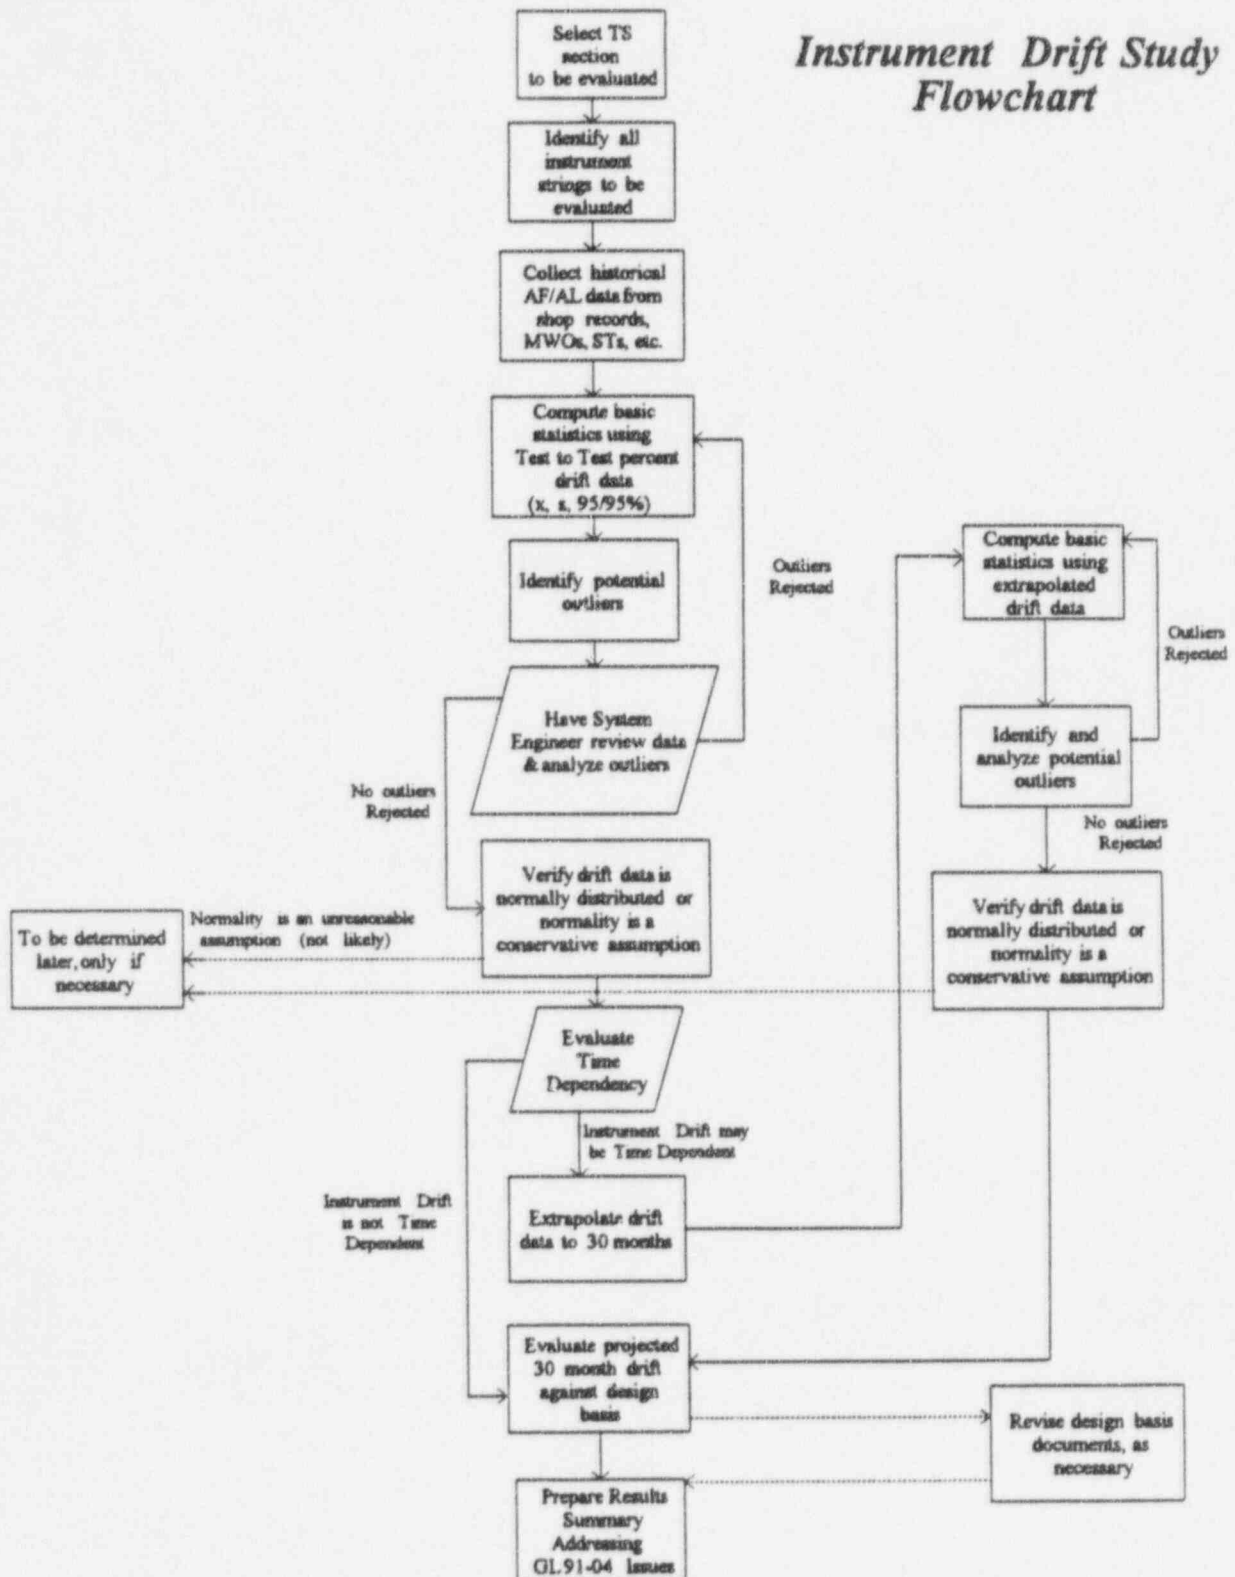 Instrument Drift Study
Flowchart
Select TS
section
to be evaluated
Identify all
instrument
strings to be
evaluated
Collect historical
AF/AL data from
shop records,
MWOs, STs, etc.
Compute basic
statistics using
Test to Test percent
drift data
(x, s, 95/95%)
Identify potential
outliers
Outliers
Rejected
Have System
Engineer review data
& analyze outliers
No outliers
Rejected
Compute basic
statistics using
extrapolated
drift data
Outliers
Rejected
Identify and
analyze potential
outliers
No outliers
Rejected
Verify drift data is
normally distributed or
normality is a
conservative assumption
Verify drift data is
normally distributed or
normality is a
conservative assumption
Normality is an unreasonable
assumption (not likely)
To be determined
later, only if
necessary
Evaluate
Time
Dependency
Instrument Drift may
be Time Dependent
Instrument Drift
is not Time
Dependent
Extrapolate drift
data to 30 months
Evaluate projected
30 month drift
against design
basis
Revise design basis
documents, as
necessary
Prepare Results
Summary
Addressing
GL 91-04 Issues